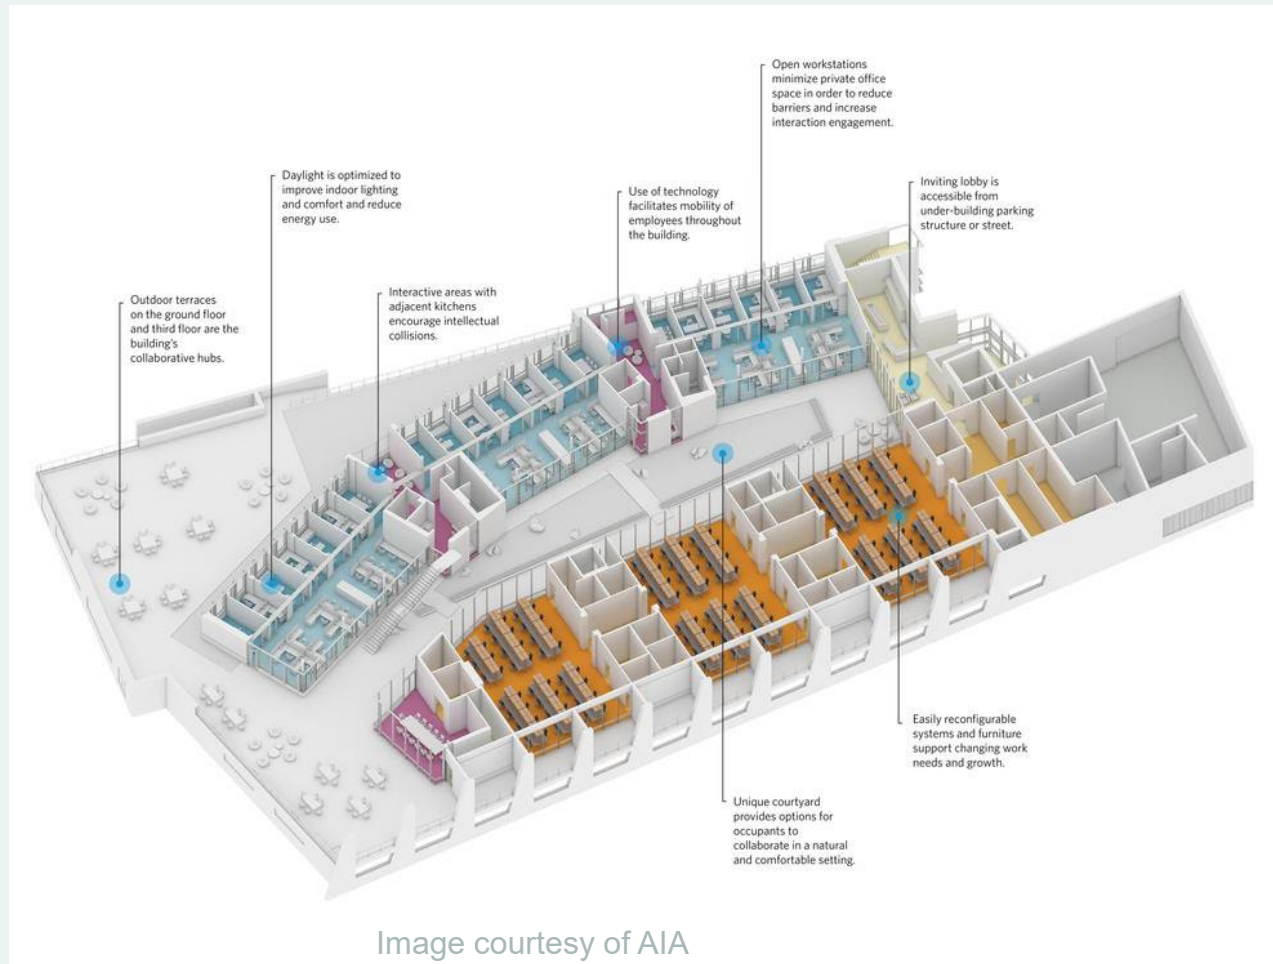 Open workstations
minimize private office
space in order to reduce
barriers and increase
interaction engagement.
Daylight is optimized to
improve indoor lighting
and comfort and reduce
energy use.
Use of technology
facilitates mobility of
employees throughout
the building.
Inviting lobby is
accessible from
under-building parking
structure or street.
Outdoor terraces
on the ground floor
and third floor are the
building's
collaborative hubs.
Interactive areas with
adjacent kitchens
encourage intellectual
collisions.
Easily reconfigurable
systems and furniture
support changing work
needs and growth.
Unique courtyard
provides options for
occupants to
collaborate in a natural
and comfortable setting.
Image courtesy of AIA